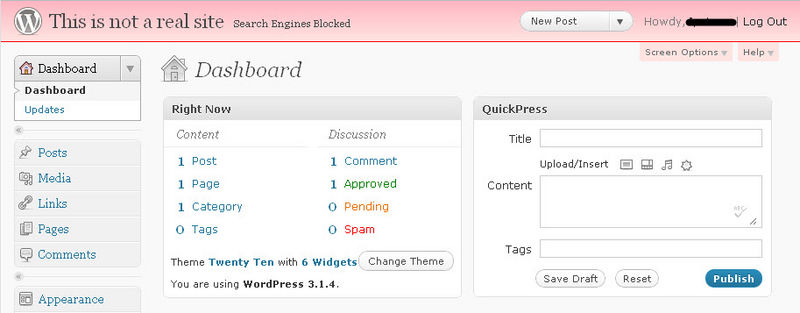 This is not a real site Search Engines Blocked
New Post
Howdy, | Log Out
Screen Options
Help
Dashboard
Dashboard
Updates
Posts
Media
Links
Pages
Comments
Appearance
Dashboard
Right Now
Content Discussion
1 Post 1 Comment
1 Page 1 Approved
1 Category 0 Pending
0 Tags 0 Spam
Theme Twenty Ten with 6 Widgets Change Theme
You are using WordPress 3.1.4.
QuickPress
Title
Upload/Insert
Content
ABC
Tags
Save Draft Reset Publish